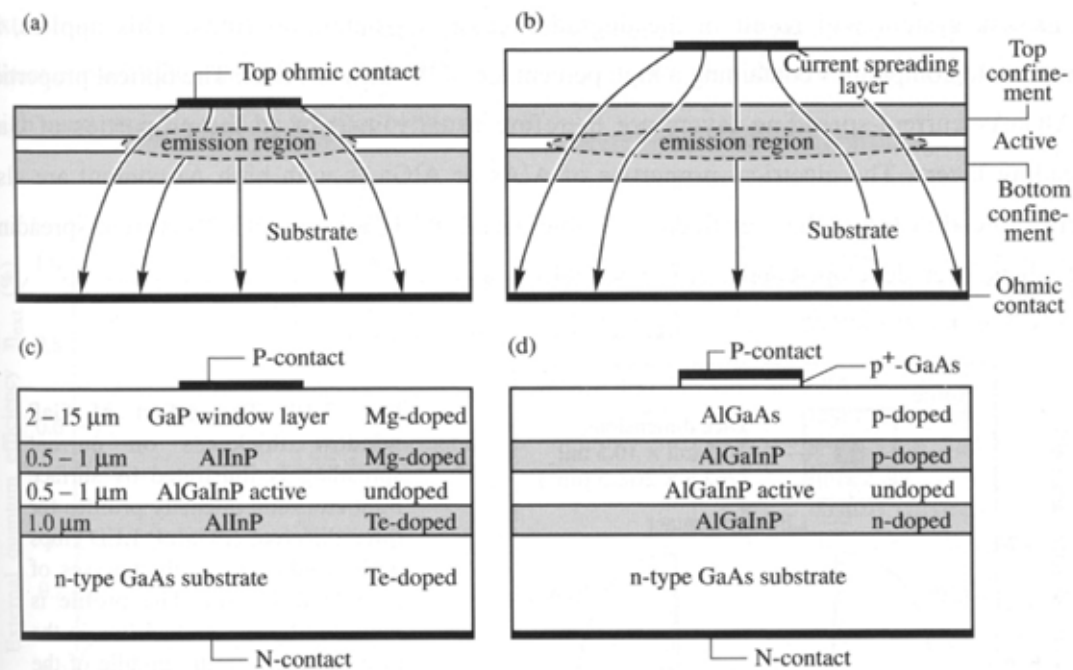 (a)
Top ohmic contact
emission region
Substrate
(b)
Current spreading
layer
emission region
Substrate
Top
confine-
ment
Active
Bottom
confine-
ment
Ohmic
contact
(c)
P-contact
2 – 15 μm GaP window layer Mg-doped
0.5 – 1 μm AlInP Mg-doped
0.5 – 1 μm AlGaInP active undoped
1.0 μm AlInP Te-doped
n-type GaAs substrate Te-doped
N-contact
(d)
P-contact
p⁺-GaAs
AlGaAs p-doped
AlGaInP p-doped
AlGaInP active undoped
AlGaInP n-doped
n-type GaAs substrate
N-contact